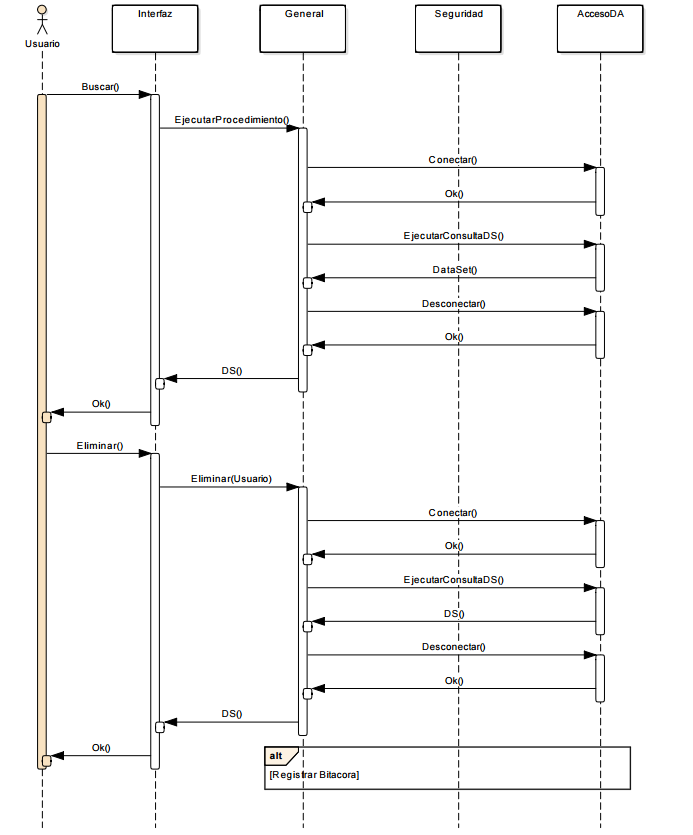 Usuario
Interfaz
General
Seguridad
AccesoDA
Buscar()
EjecutarProcedimiento()
Conectar()
Ok()
EjecutarConsultaDS()
DataSet()
Desconectar()
Ok()
DS()
Ok()
Eliminar()
Eliminar(Usuario)
Conectar()
Ok()
EjecutarConsultaDS()
DS()
Desconectar()
Ok()
DS()
Ok()
alt
[Registrar Bitacora]